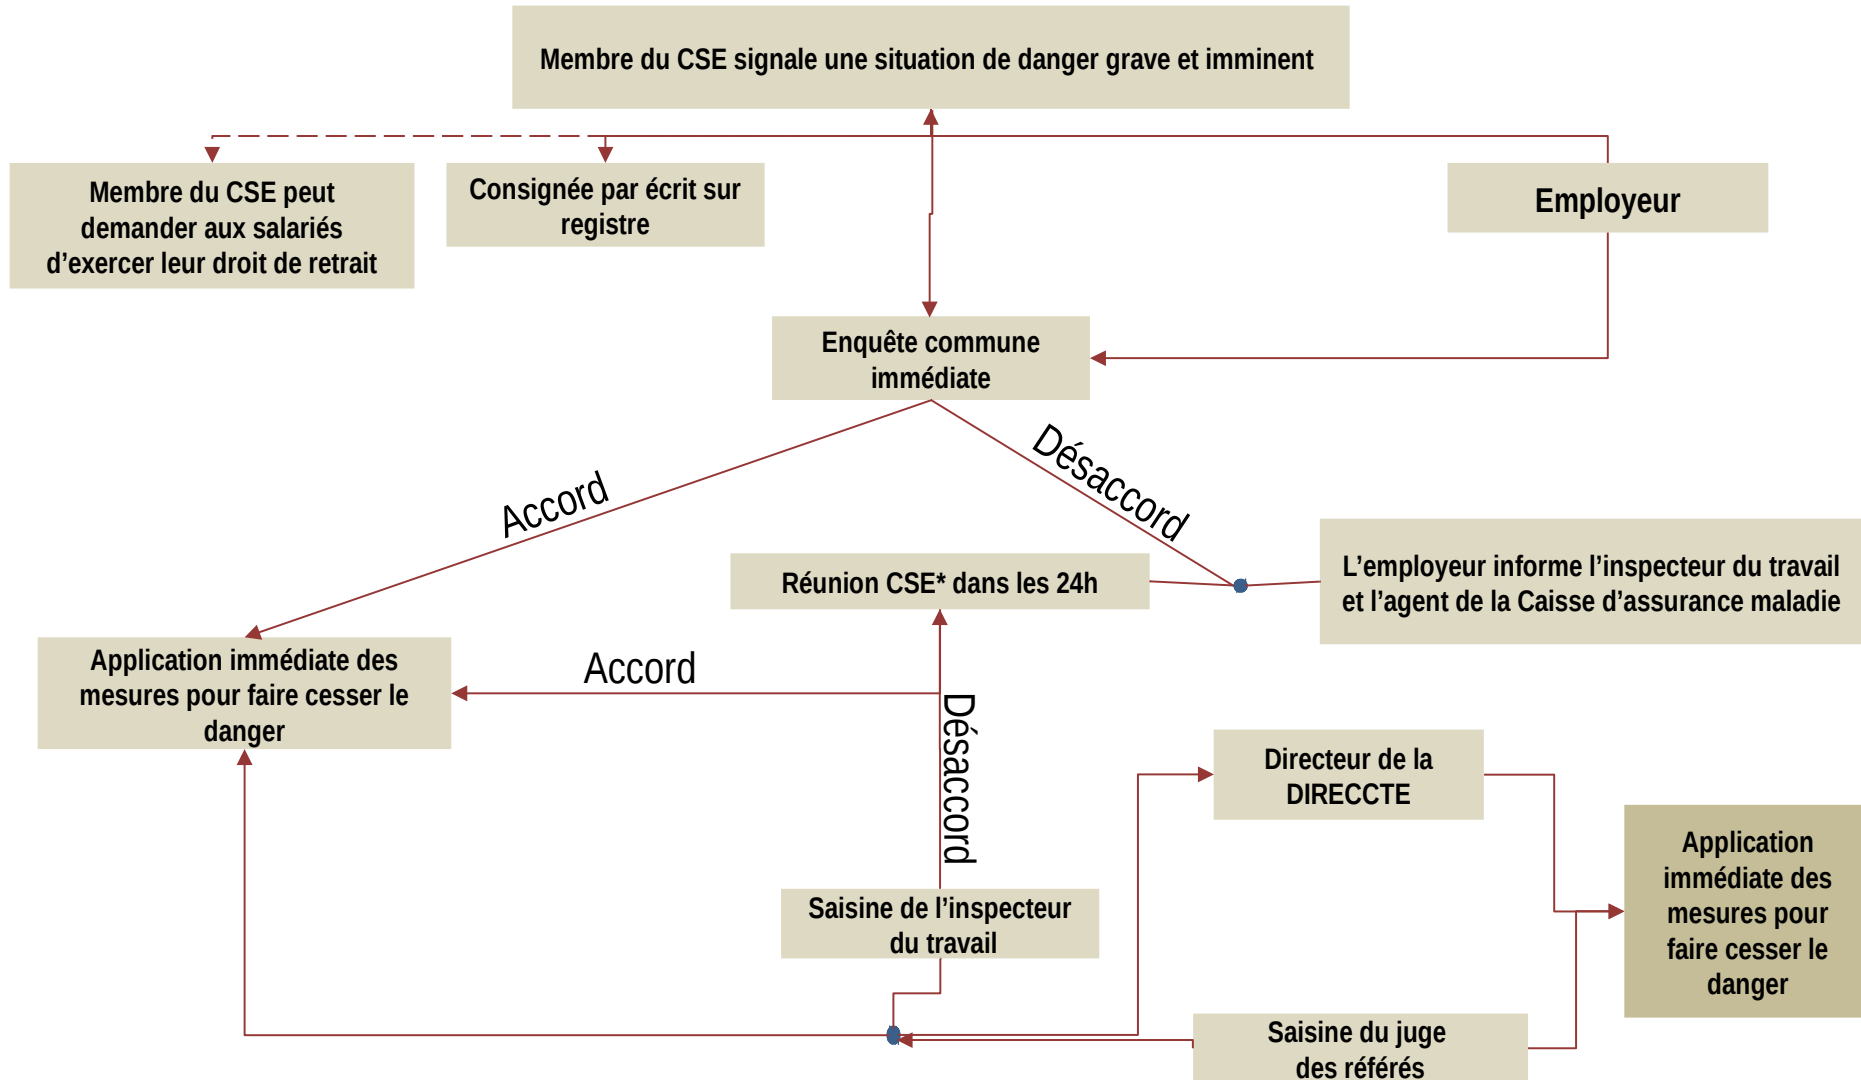 Membre du CSE signale une situation de danger grave et imminent
Membre du CSE peut
demander aux salariés
d’exercer leur droit de retrait
Consignée par écrit sur
registre
Employeur
Enquête commune
immédiate
Accord
Désaccord
Réunion CSE* dans les 24h
L’employeur informe l’inspecteur du travail
et l’agent de la Caisse d’assurance maladie
Application immédiate des
mesures pour faire cesser le
danger
Accord
Désaccord
Directeur de la
DIRECCTE
Application
immédiate des
mesures pour
faire cesser le
danger
Saisine de l’inspecteur
du travail
Saisine du juge
des référés